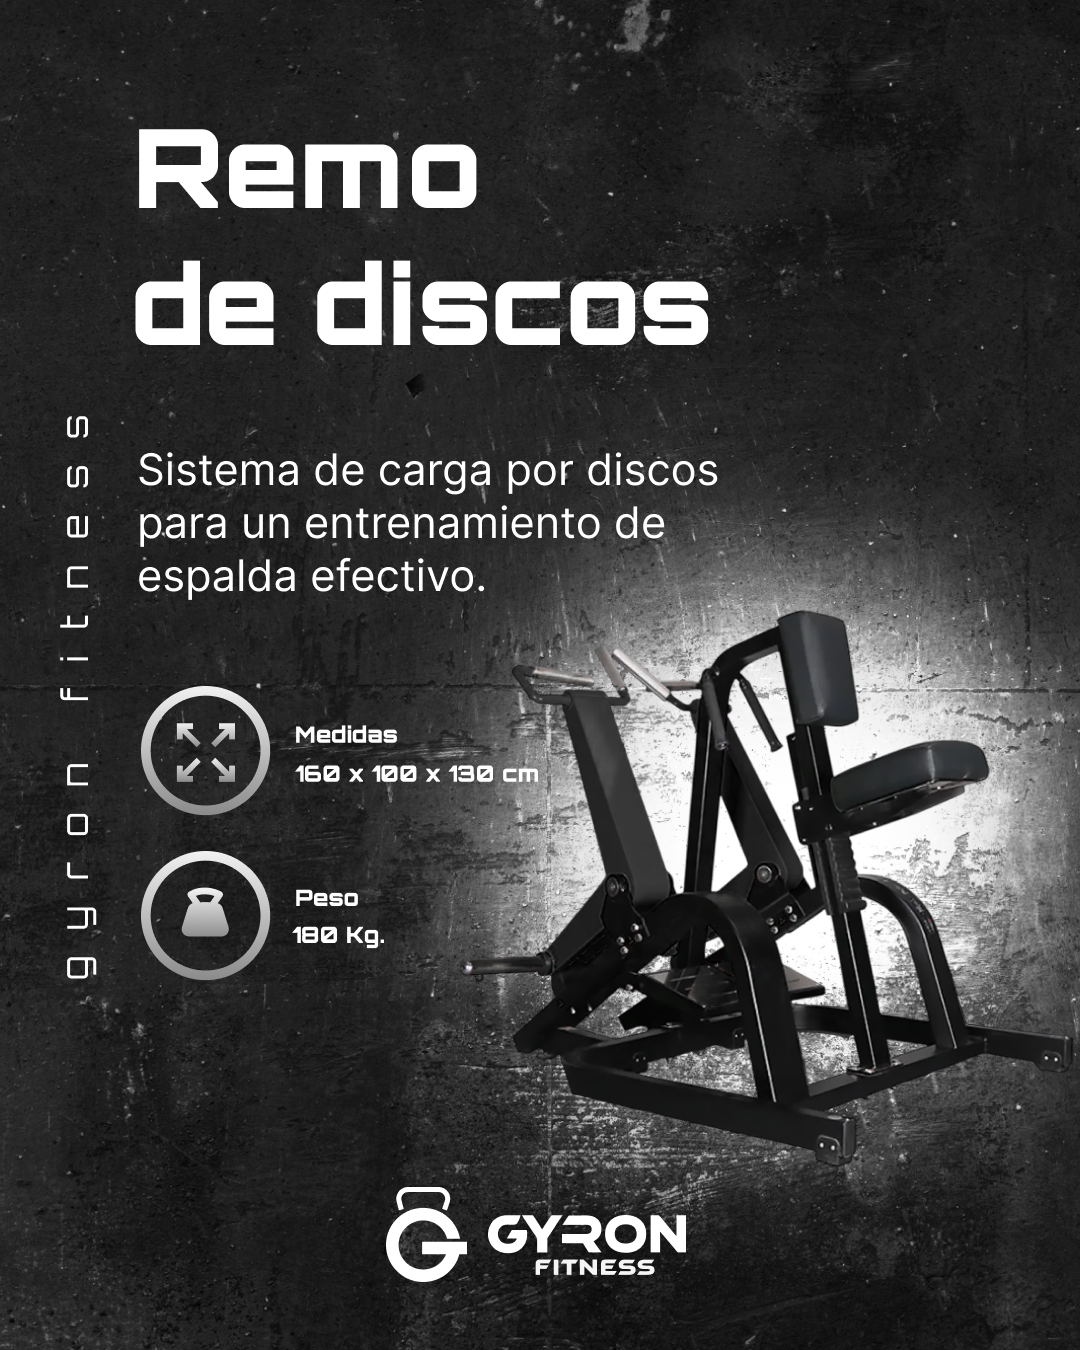 Remo
de discos
Sistema de carga por discos
para un entrenamiento de
espalda efectivo.
gyron fitness
Medidas
160 x 100 x 130 cm
Peso
180 Kg.
GYRON
FITNESS